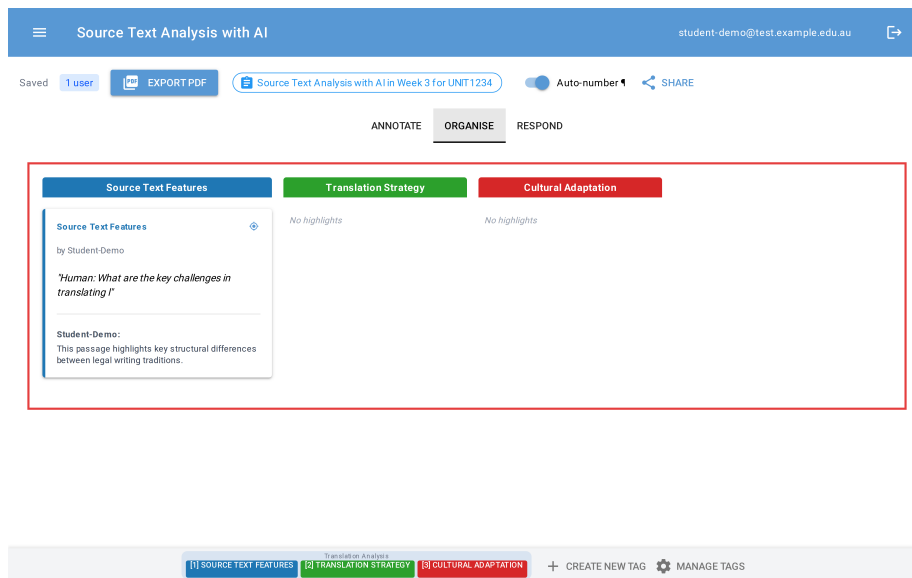 Source Text Analysis with AI
student-demo@test.example.edu.au
Saved
1 user
PDF
EXPORT PDF
Source Text Analysis with AI in Week 3 for UNIT1234
Auto-number ¶
SHARE
ANNOTATE
ORGANISE
RESPOND
Source Text Features
Translation Strategy
Cultural Adaptation
Source Text Features
by Student-Demo
"Human: What are the key challenges in
translating l"
Student-Demo:
This passage highlights key structural differences
between legal writing traditions.
No highlights
No highlights
Translation Analysis
[1] SOURCE TEXT FEATURES
[2] TRANSLATION STRATEGY
[3] CULTURAL ADAPTATION
CREATE NEW TAG
MANAGE TAGS